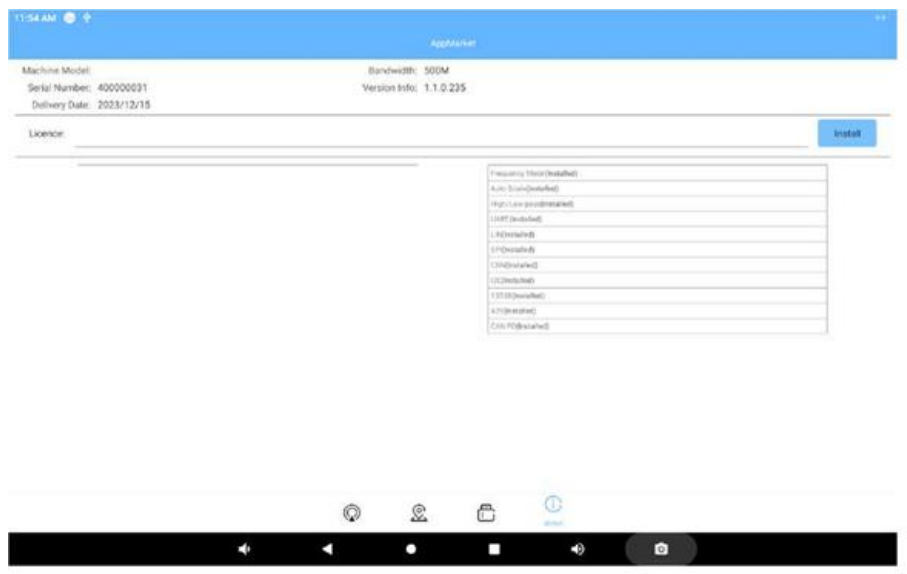 11:54 AM
AppMarket
Machine Model:
Bandwidth: 500M
Serial Number: 400000031
Version Info: 1.1.0.235
Delivery Date: 2023/12/15
Licence:
Install
Frequency Meter(Installed)
Auto Scale(Installed)
High/Low pass(Installed)
UART(Installed)
LIN(Installed)
SPI(Installed)
CAN(Installed)
I2C(Installed)
1553B(Installed)
429(Installed)
CAN FD(Installed)
about